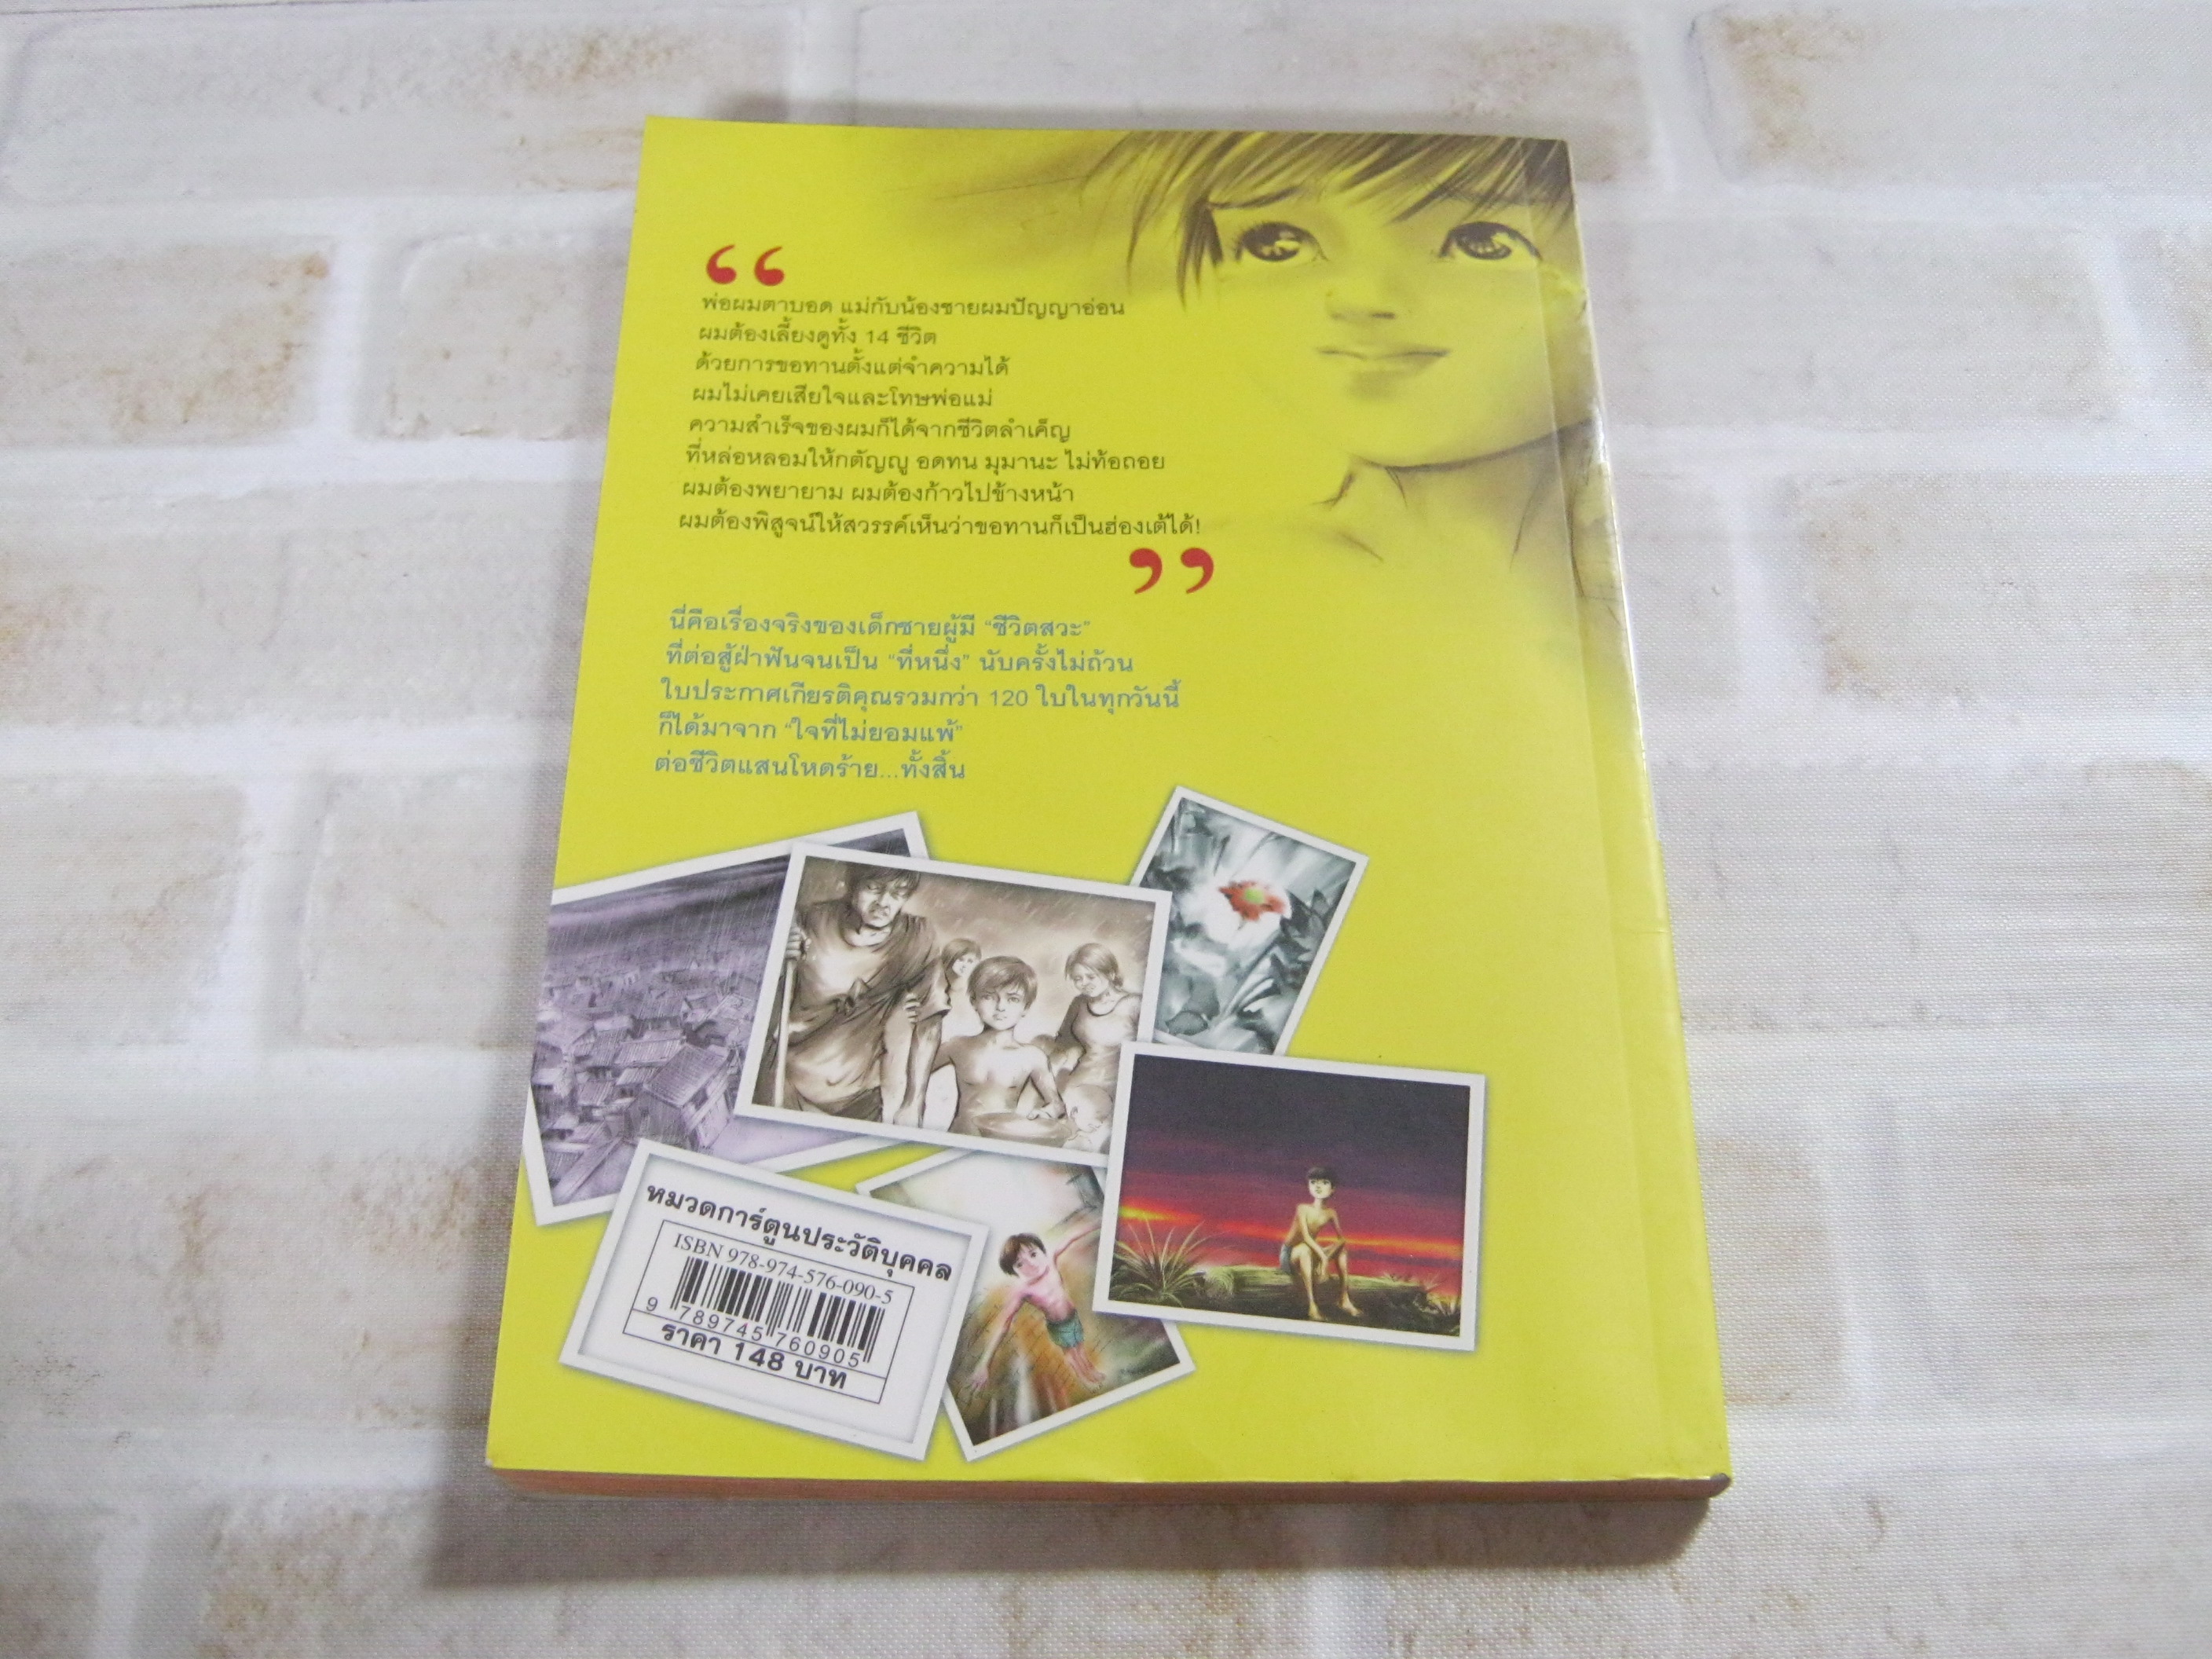 “
พ่อผมตาบอด แม่กับน้องชายผมปัญญาอ่อน
ผมต้องเลี้ยงดูทั้ง 14 ชีวิต
ด้วยการขอทานตั้งแต่จำความได้
ผมไม่เคยเสียใจและโทษพ่อแม่
ความสำเร็จของผมก็ได้จากชีวิตลำเค็ญ
ที่หล่อหลอมให้กตัญญู อดทน มุมานะ ไม่ท้อถอย
ผมต้องพยายาม ผมต้องก้าวไปข้างหน้า
ผมต้องพิสูจน์ให้สวรรค์เห็นว่าขอทานก็เป็นฮ่องเต้ได้!
”
นี่คือเรื่องจริงของเด็กชายผู้มี “ชีวิตสวะ”
ที่ต่อสู้ฝ่าฟันจนเป็น “ที่หนึ่ง” นับครั้งไม่ถ้วน
ใบประกาศเกียรติคุณรวมกว่า 120 ใบในทุกวันนี้
ก็ได้มาจาก “ใจที่ไม่ยอมแพ้”
ต่อชีวิตแสนโหดร้าย...ทั้งสิ้น
หมวดการ์ตูนประวัติบุคคล
ISBN 978-974-576-090-5
9 789745 760905
ราคา 148 บาท